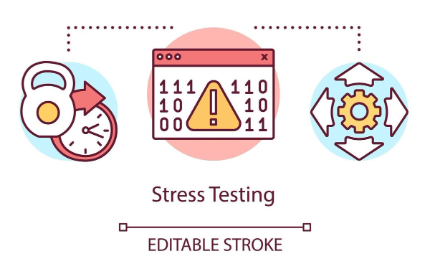 111 110
10 10
00 11
Stress Testing
EDITABLE STROKE